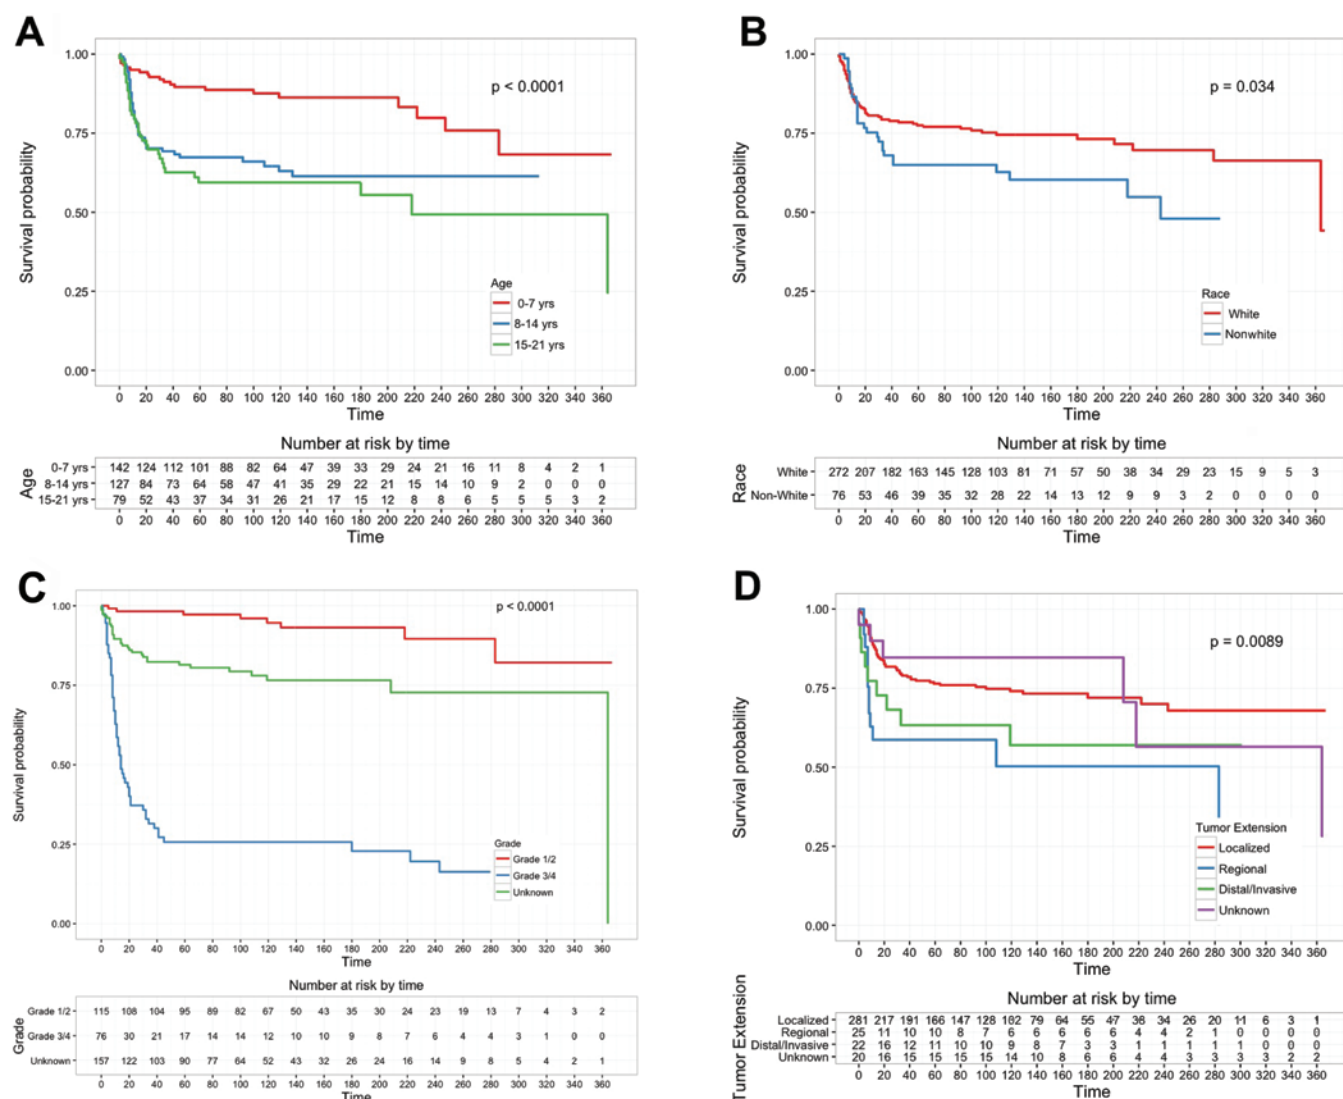 A
1.00
0.75
0.50
0.25
0.00
Survival probability
p < 0.0001
Age
0-7 yrs
8-14 yrs
15-21 yrs
0 20 40 60 80 100 120 140 160 180 200 220 240 260 280 300 320 340 360
Time
Number at risk by time
Age
0-7 yrs 142 124 112 101 88 82 64 47 39 33 29 24 21 16 11 8 4 2 1
8-14 yrs 127 84 73 64 58 47 41 35 29 22 21 15 14 10 9 2 0 0 0
15-21 yrs 79 52 43 37 34 31 26 21 17 15 12 8 8 6 5 5 5 3 2
0 20 40 60 80 100 120 140 160 180 200 220 240 260 280 300 320 340 360
Time
B
1.00
0.75
0.50
0.25
0.00
Survival probability
p = 0.034
Race
White
Nonwhite
0 20 40 60 80 100 120 140 160 180 200 220 240 260 280 300 320 340 360
Time
Number at risk by time
Race
White 272 207 182 163 145 128 103 81 71 57 50 38 34 29 23 15 9 5 3
Non-White 76 53 46 39 35 32 28 22 14 13 12 9 9 3 2 0 0 0 0
0 20 40 60 80 100 120 140 160 180 200 220 240 260 280 300 320 340 360
Time
C
1.00
0.75
0.50
0.25
0.00
Survival probability
p < 0.0001
Grade
Grade 1/2
Grade 3/4
Unknown
0 20 40 60 80 100 120 140 160 180 200 220 240 260 280 300 320 340 360
Time
Number at risk by time
Grade
Grade 1/2 115 108 104 95 89 82 67 50 43 35 30 24 23 19 13 7 4 3 2
Grade 3/4 76 30 21 17 14 14 12 10 10 9 8 7 6 4 4 3 1 0 0
Unknown 157 122 103 90 77 64 52 43 32 26 24 16 14 9 8 5 4 2 1
0 20 40 60 80 100 120 140 160 180 200 220 240 260 280 300 320 340 360
Time
D
1.00
0.75
0.50
0.25
0.00
Survival probability
p = 0.0089
Tumor Extension
Localized
Regional
Distal/Invasive
Unknown
0 20 40 60 80 100 120 140 160 180 200 220 240 260 280 300 320 340 360
Time
Number at risk by time
Tumor Extension
Localized 281 217 191 166 147 128 102 79 64 55 47 36 34 26 20 11 6 3 1
Regional 25 11 10 10 8 7 6 6 6 6 6 4 4 2 1 0 0 0 0
Distal/Invasive 22 16 12 11 10 10 9 8 7 3 3 1 1 1 1 1 0 0 0
Unknown 20 16 15 15 15 15 14 10 8 6 6 4 4 3 3 3 3 2 2
0 20 40 60 80 100 120 140 160 180 200 220 240 260 280 300 320 340 360
Time